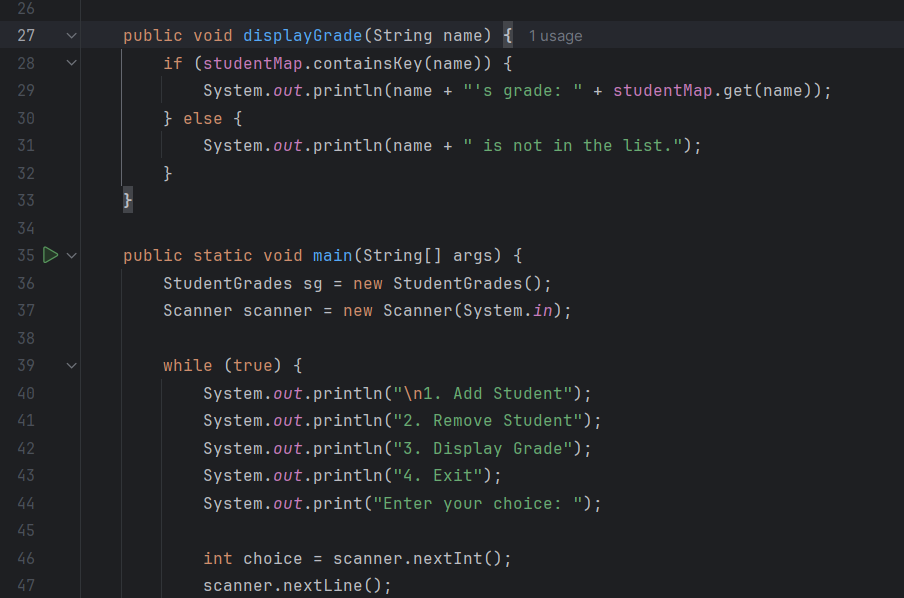 26
27 public void displayGrade(String name) { 1 usage
28 if (studentMap.containsKey(name)) {
29 System.out.println(name + "'s grade: " + studentMap.get(name));
30 } else {
31 System.out.println(name + " is not in the list.");
32 }
33 }
34
35 public static void main(String[] args) {
36 StudentGrades sg = new StudentGrades();
37 Scanner scanner = new Scanner(System.in);
38
39 while (true) {
40 System.out.println("\n1. Add Student");
41 System.out.println("2. Remove Student");
42 System.out.println("3. Display Grade");
43 System.out.println("4. Exit");
44 System.out.print("Enter your choice: ");
45
46 int choice = scanner.nextInt();
47 scanner.nextLine();